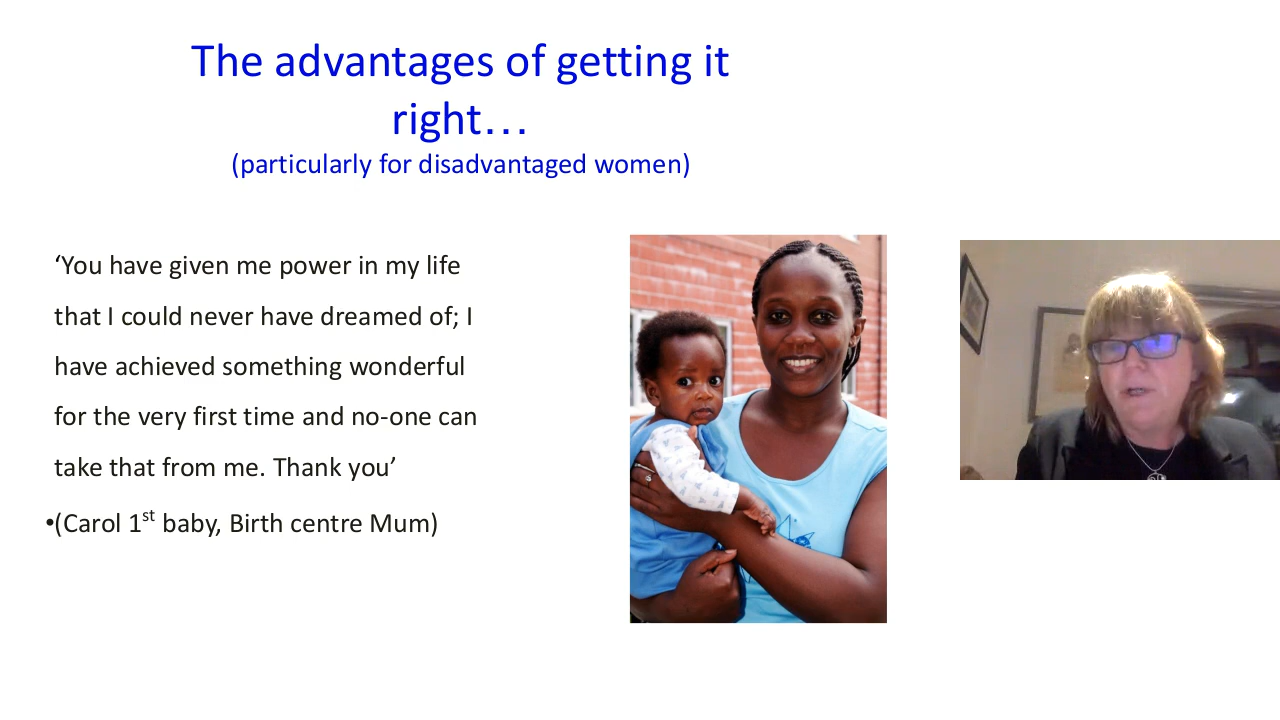 The advantages of getting it
right…
(particularly for disadvantaged women)
‘You have given me power in my life
that I could never have dreamed of; I
have achieved something wonderful
for the very first time and no-one can
take that from me. Thank you’
•(Carol 1st baby, Birth centre Mum)